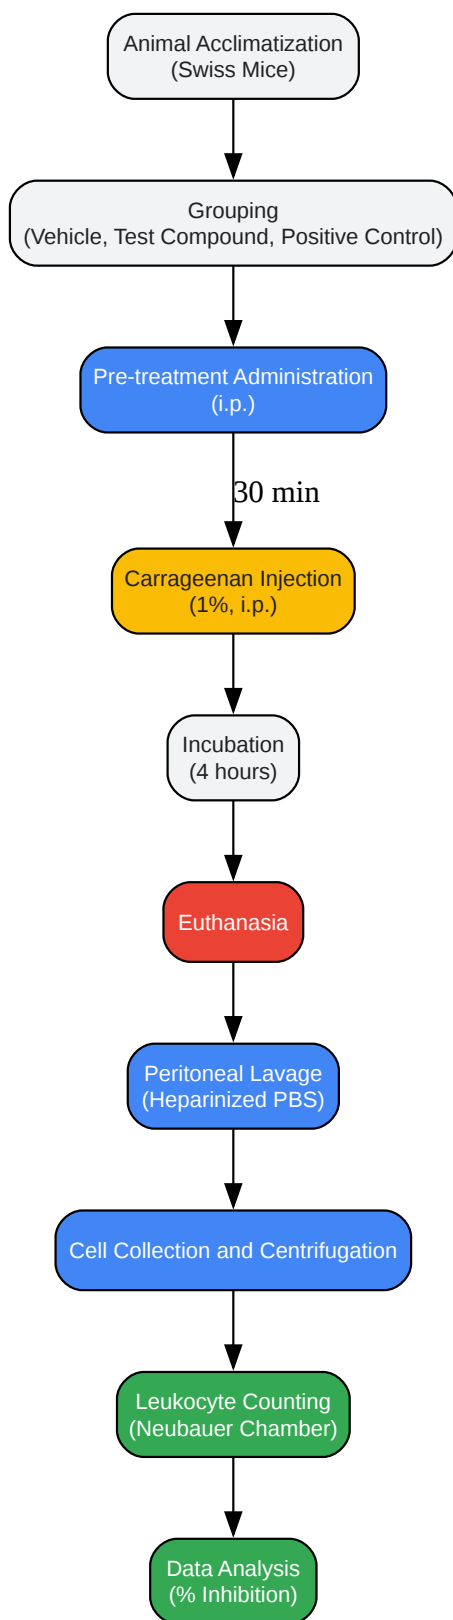 Animal Acclimatization
(Swiss Mice)
Grouping
(Vehicle, Test Compound, Positive Control)
Pre-treatment Administration
(i.p.)
30 min
Carrageenan Injection
(1%, i.p.)
Incubation
(4 hours)
Euthanasia
Peritoneal Lavage
(Heparinized PBS)
Cell Collection and Centrifugation
Leukocyte Counting
(Neubauer Chamber)
Data Analysis
(% Inhibition)